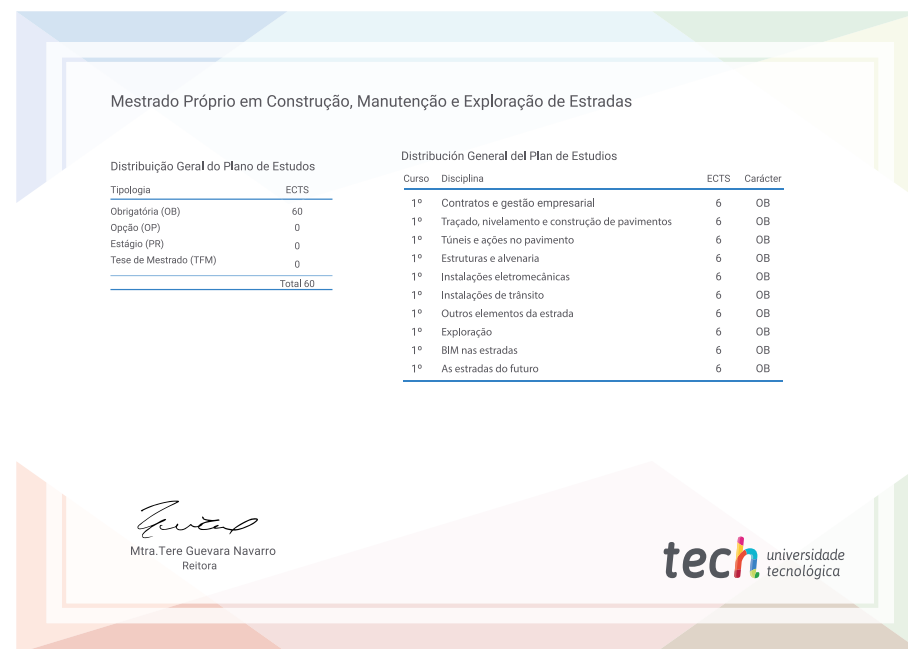 Mestrado Próprio em Construção, Manutenção e Exploração de Estradas
Distribuição Geral do Plano de Estudos
Tipologia ECTS
Obrigatória (OB) 60
Opção (OP) 0
Estágio (PR) 0
Tese de Mestrado (TFM) 0
Total 60
Distribución General del Plan de Estudios
Curso Disciplina ECTS Carácter
1º Contratos e gestão empresarial 6 OB
1º Traçado, nivelamento e construção de pavimentos 6 OB
1º Túneis e ações no pavimento 6 OB
1º Estruturas e alvenaria 6 OB
1º Instalações eletromecânicas 6 OB
1º Instalações de trânsito 6 OB
1º Outros elementos da estrada 6 OB
1º Exploração 6 OB
1º BIM nas estradas 6 OB
1º As estradas do futuro 6 OB
Mtra.Tere Guevara Navarro
Reitora
tech universidade
tecnológica